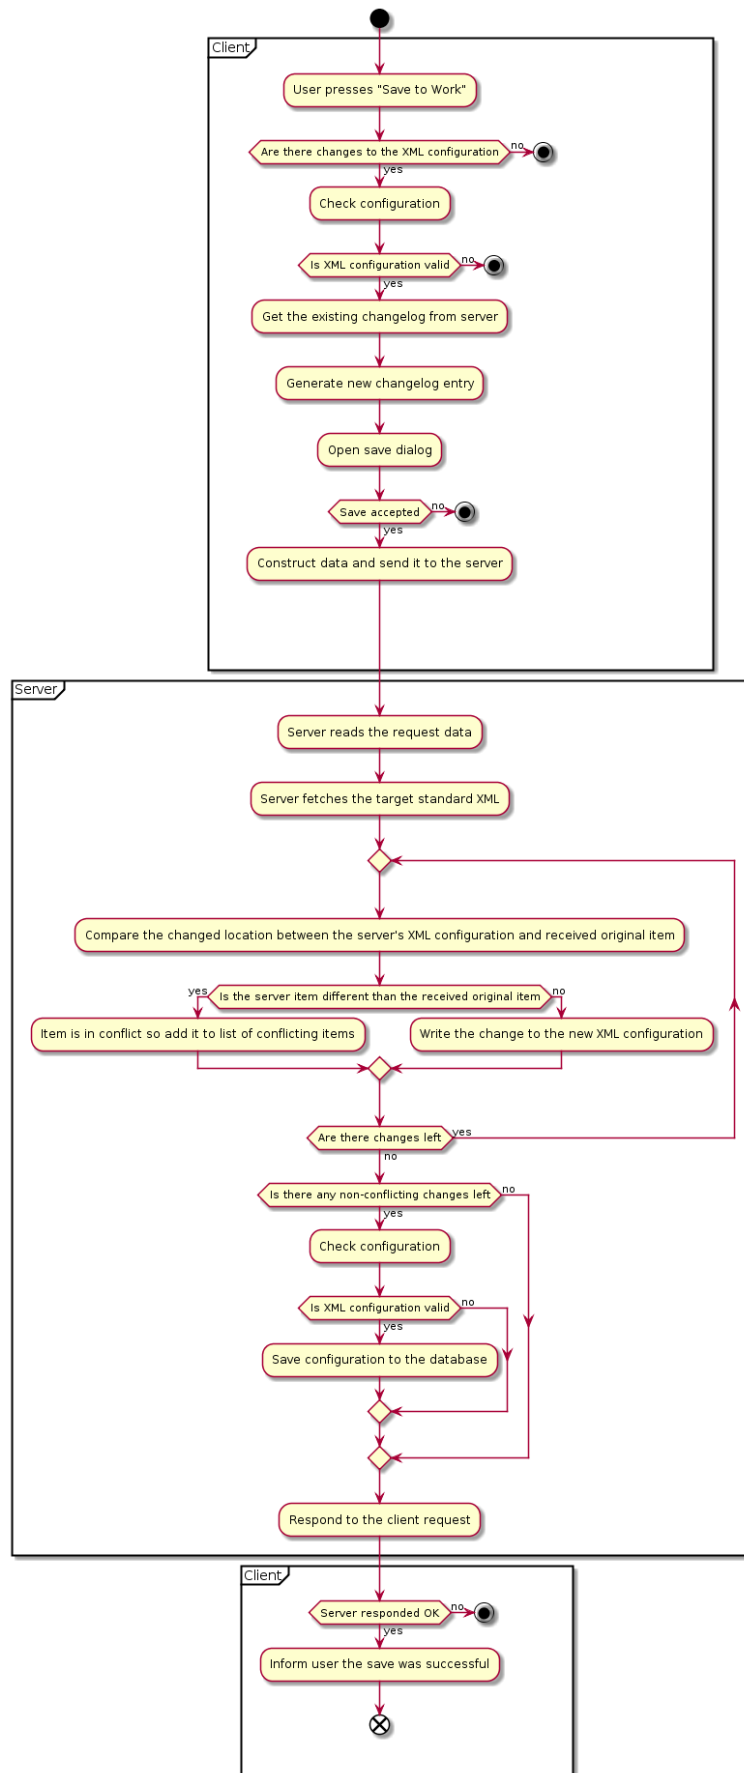 Client
User presses "Save to Work"
Are there changes to the XML configuration
no
yes
Check configuration
Is XML configuration valid
no
yes
Get the existing changelog from server
Generate new changelog entry
Open save dialog
Save accepted
no
yes
Construct data and send it to the server
Server
Server reads the request data
Server fetches the target standard XML
Compare the changed location between the server's XML configuration and received original item
yes
Is the server item different than the received original item
no
Item is in conflict so add it to list of conflicting items
Write the change to the new XML configuration
Are there changes left
yes
no
Is there any non-conflicting changes left
no
yes
Check configuration
Is XML configuration valid
no
yes
Save configuration to the database
Respond to the client request
Client
Server responded OK
no
yes
Inform user the save was successful